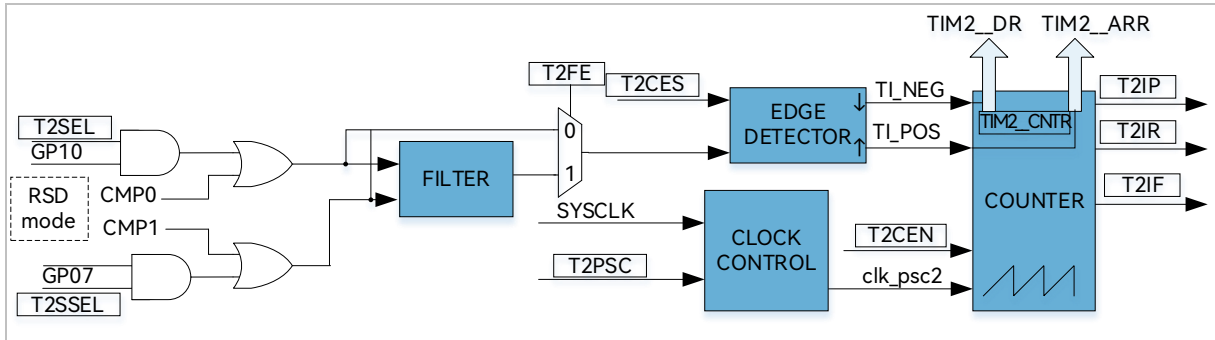 TIM2__DR
TIM2__ARR
T2FE
T2CES
EDGE
DETECTOR
↓
↑
TI_NEG
TI_POS
TIM2__CNTR
T2IP
T2IR
T2IF
T2SEL
GP10
0
1
FILTER
RSD
mode
CMP0
CMP1
SYSCLK
CLOCK
CONTROL
COUNTER
T2CEN
GP07
T2SSEL
T2PSC
clk_psc2